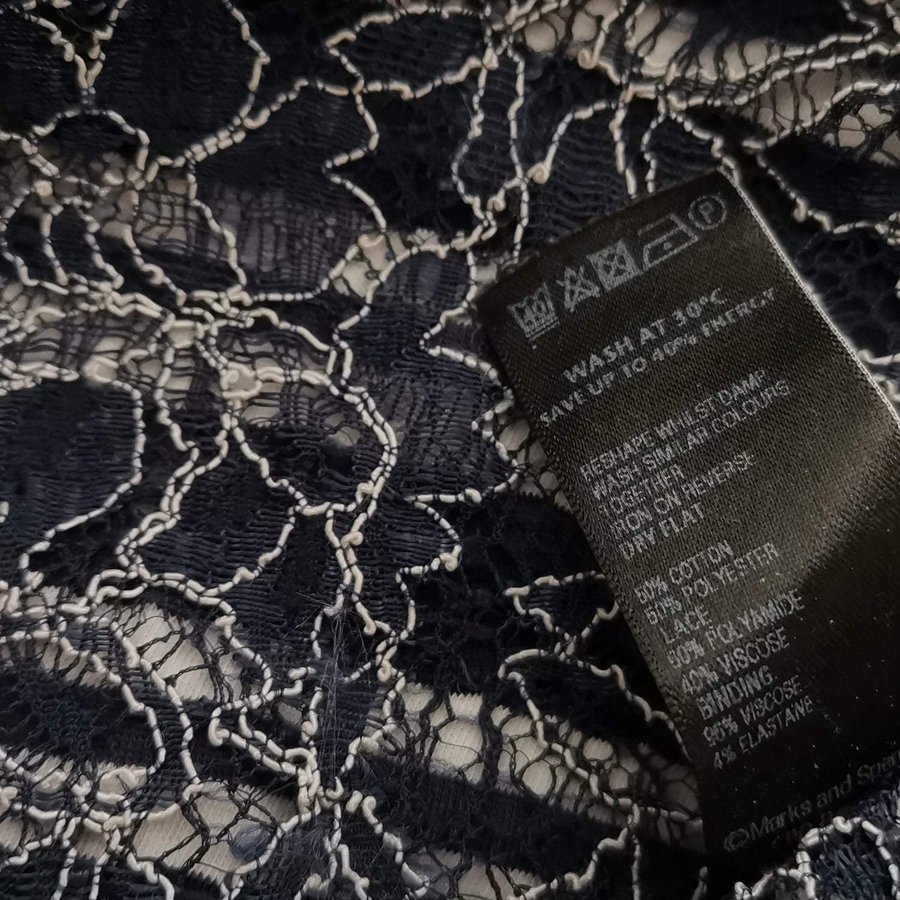 P
WASH AT 30°C
SAVE UP TO 40% ENERGY
RESHAPE WHILST DAMP
WASH SIMILAR COLOURS
TOGETHER
IRON ON REVERSE
DRY FLAT
50% COTTON
50% POLYESTER
LACE
60% POLYAMIDE
40% VISCOSE
BINDING
96% VISCOSE
4% ELASTANE
©Marks and